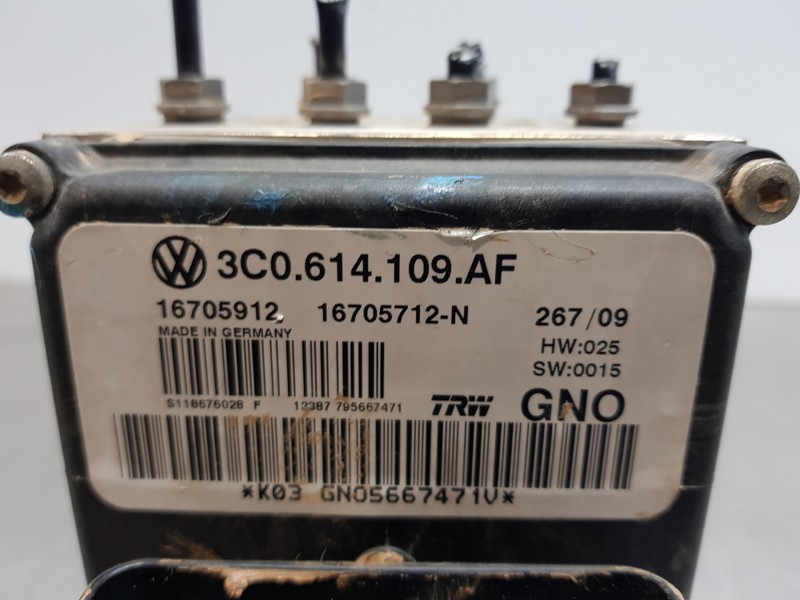 3C0.614.109.AF
16705912 16705712-N 267/09
MADE IN GERMANY HW:025
SW:0015
S118676028 F 13387 795667471 TRW GNO
*K03 GNO5667471V*